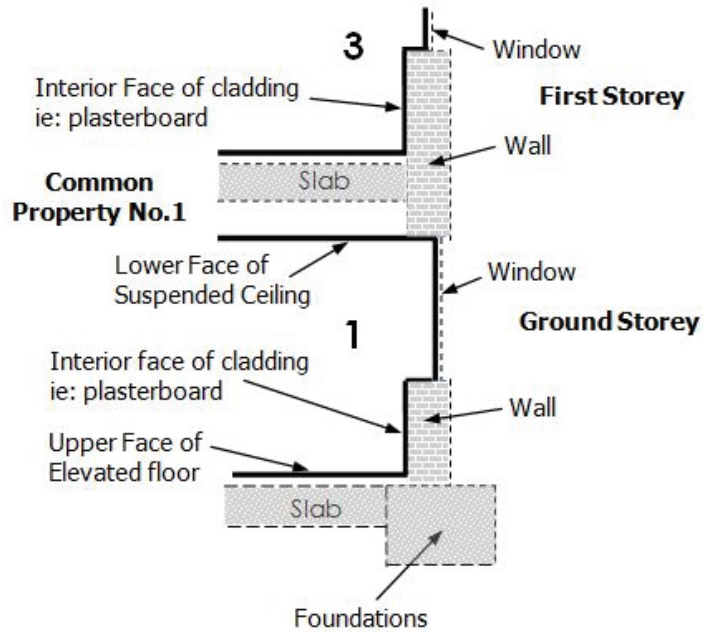 3
Window
Interior Face of cladding
ie: plasterboard
First Storey
Wall
Slab
Common
Property No.1
Lower Face of
Suspended Ceiling
Window
Ground Storey
1
Interior face of cladding
ie: plasterboard
Wall
Upper Face of
Elevated floor
Slab
Foundations